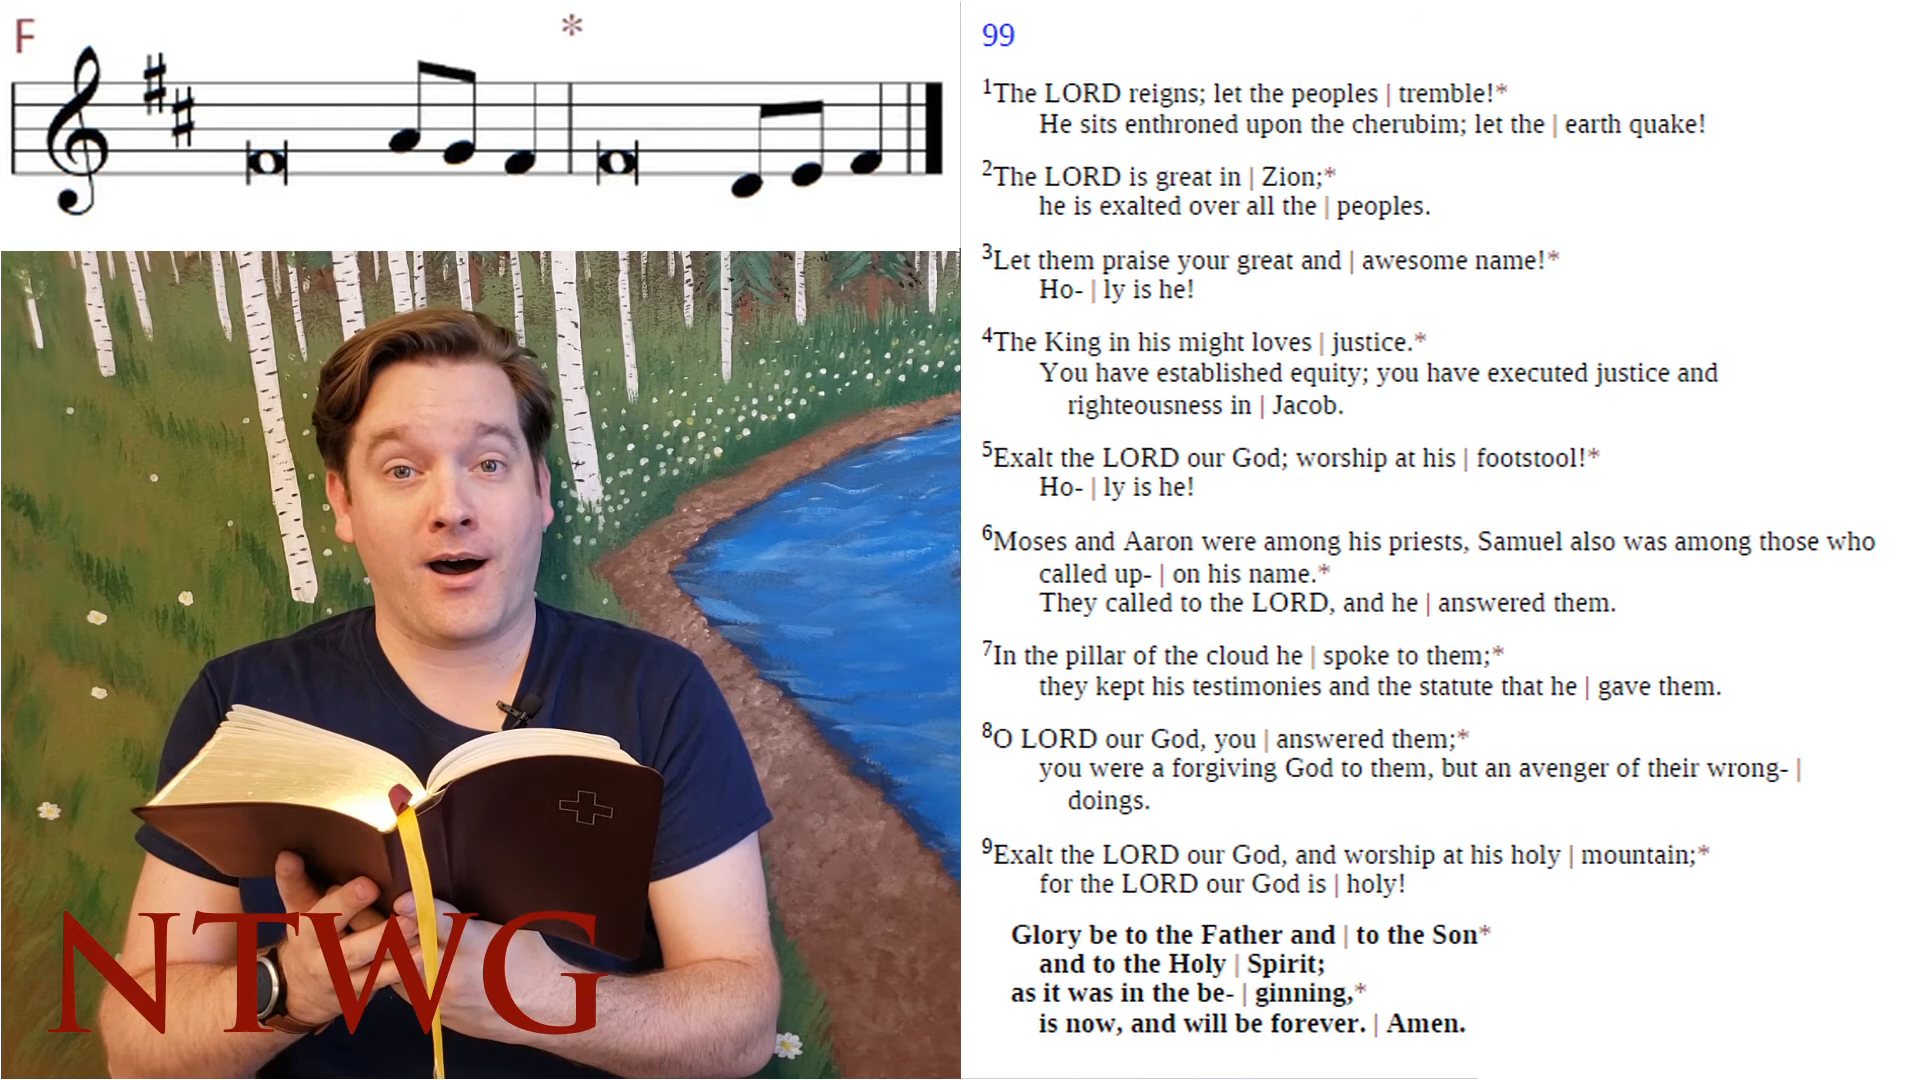 F
*
NTWG
99
1The LORD reigns; let the peoples | tremble!*
He sits enthroned upon the cherubim; let the | earth quake!
2The LORD is great in | Zion;*
he is exalted over all the | peoples.
3Let them praise your great and | awesome name!*
Ho- | ly is he!
4The King in his might loves | justice.*
You have established equity; you have executed justice and
righteousness in | Jacob.
5Exalt the LORD our God; worship at his | footstool!*
Ho- | ly is he!
6Moses and Aaron were among his priests, Samuel also was among those who
called up- | on his name.*
They called to the LORD, and he | answered them.
7In the pillar of the cloud he | spoke to them;*
they kept his testimonies and the statute that he | gave them.
8O LORD our God, you | answered them;*
you were a forgiving God to them, but an avenger of their wrong- |
doings.
9Exalt the LORD our God, and worship at his holy | mountain;*
for the LORD our God is | holy!
Glory be to the Father and | to the Son*
and to the Holy | Spirit;
as it was in the be- | ginning,*
is now, and will be forever. | Amen.